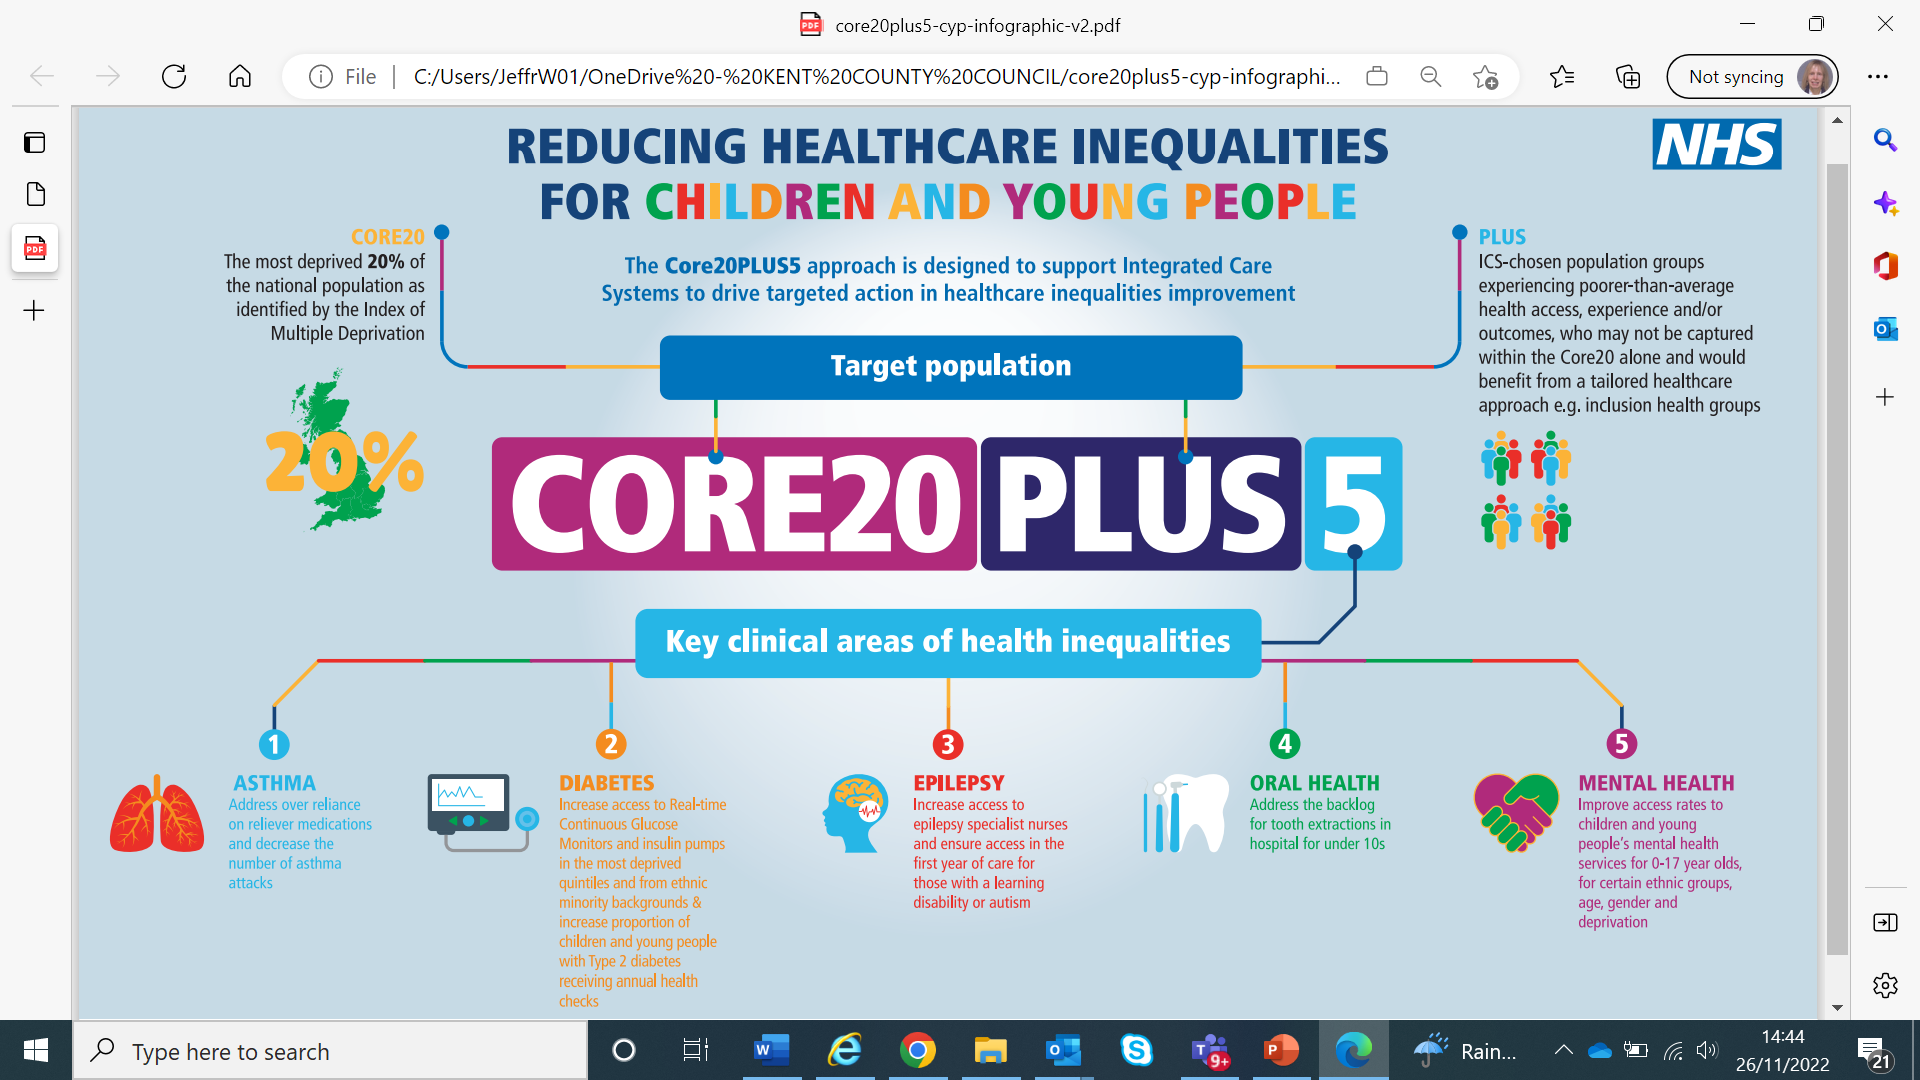 core20plus5-cyp-infographic-v2.pdf
File
C:/Users/JeffrW01/OneDrive%20-%20KENT%20COUNTY%20COUNCIL/core20plus5-cyp-infographi...
Not syncing
REDUCING HEALTHCARE INEQUALITIES
FOR CHILDREN AND YOUNG PEOPLE
NHS
CORE20
The most deprived 20% of
the national population as
identified by the Index of
Multiple Deprivation
20%
The Core20PLUS5 approach is designed to support Integrated Care
Systems to drive targeted action in healthcare inequalities improvement
PLUS
ICS-chosen population groups
experiencing poorer-than-average
health access, experience and/or
outcomes, who may not be captured
within the Core20 alone and would
benefit from a tailored healthcare
approach e.g. inclusion health groups
Target population
CORE20 PLUS 5
Key clinical areas of health inequalities
1
ASTHMA
Address over reliance
on reliever medications
and decrease the
number of asthma
attacks
2
DIABETES
Increase access to Real-time
Continuous Glucose
Monitors and insulin pumps
in the most deprived
quintiles and from ethnic
minority backgrounds &
increase proportion of
children and young people
with Type 2 diabetes
receiving annual health
checks
3
EPILEPSY
Increase access to
epilepsy specialist nurses
and ensure access in the
first year of care for
those with a learning
disability or autism
4
ORAL HEALTH
Address the backlog
for tooth extractions in
hospital for under 10s
5
MENTAL HEALTH
Improve access rates to
children and young
people's mental health
services for 0-17 year olds,
for certain ethnic groups,
age, gender and
deprivation
Type here to search
9+
Rain...
14:44
26/11/2022
21